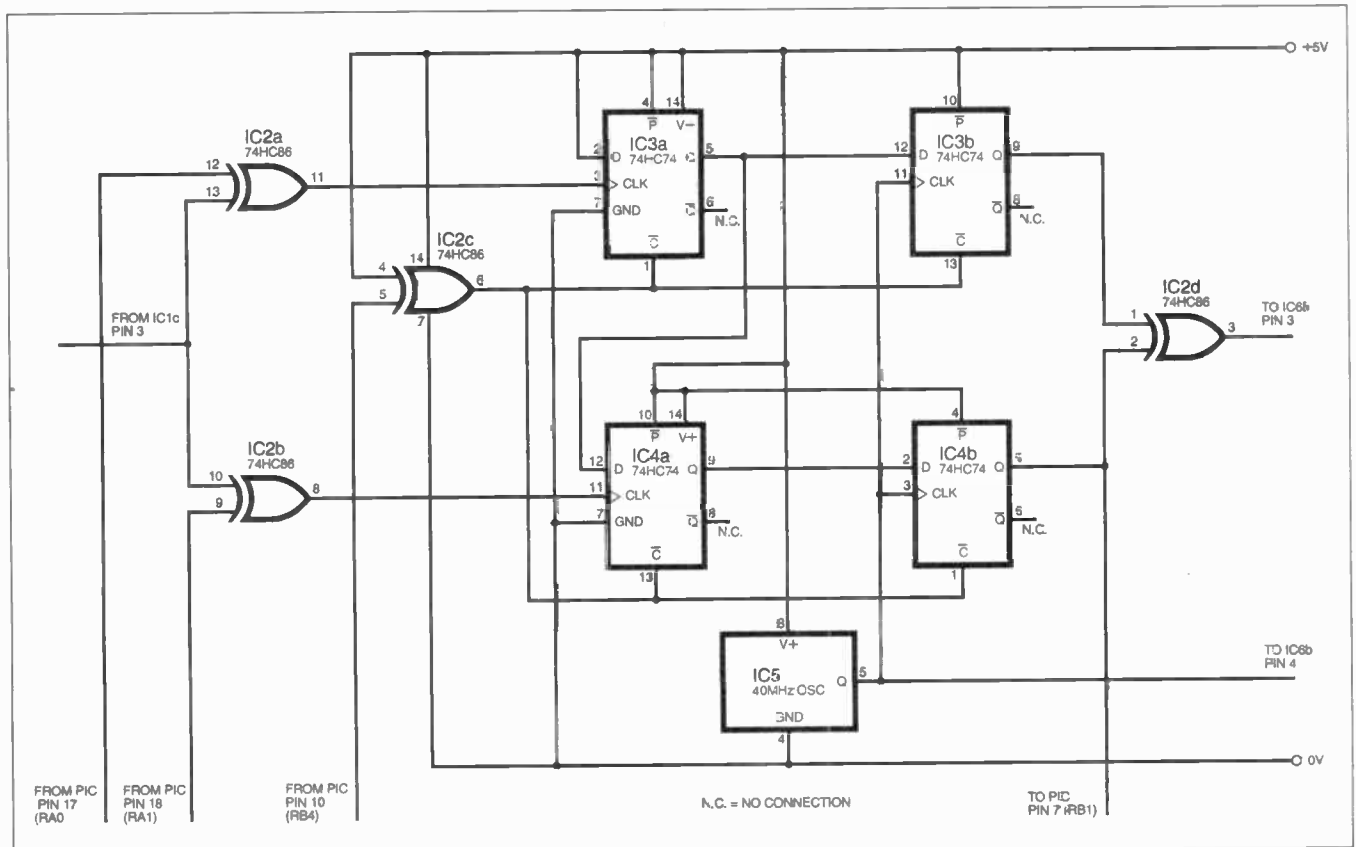 +5V
IC2a
74HC86
12
13
11
4
14
P
V-
IC3a
74HC74
2
D
5
3
CLK
7
GND
6
N.C.
C
1
10
P
IC3b
74HC74
12
D
Q
9
11
CLK
Q
8
N.C.
C
13
IC2c
74HC86
14
4
5
6
7
FROM IC1c
PIN 3
IC2d
74HC86
1
2
3
PIN 3
IC2b
74HC86
10
9
8
10
14
P
V+
IC4a
74HC74
12
D
Q
9
11
CLK
7
GND
Q
8
N.C.
C
13
4
P
IC4b
74HC74
2
D
Q
3
CLK
Q
N.C.
C
1
8
V+
IC5
40MHz OSC
Q
5
GND
4
TO IC6b
PIN 4
0V
FROM PIC
PIN 17
(RA0
FROM PIC
PIN 18
(RA1)
FROM PIC
PIN 10
(RB4)
N.C. = NO CONNECTION
TO PIC
PIN 7 (RB1)